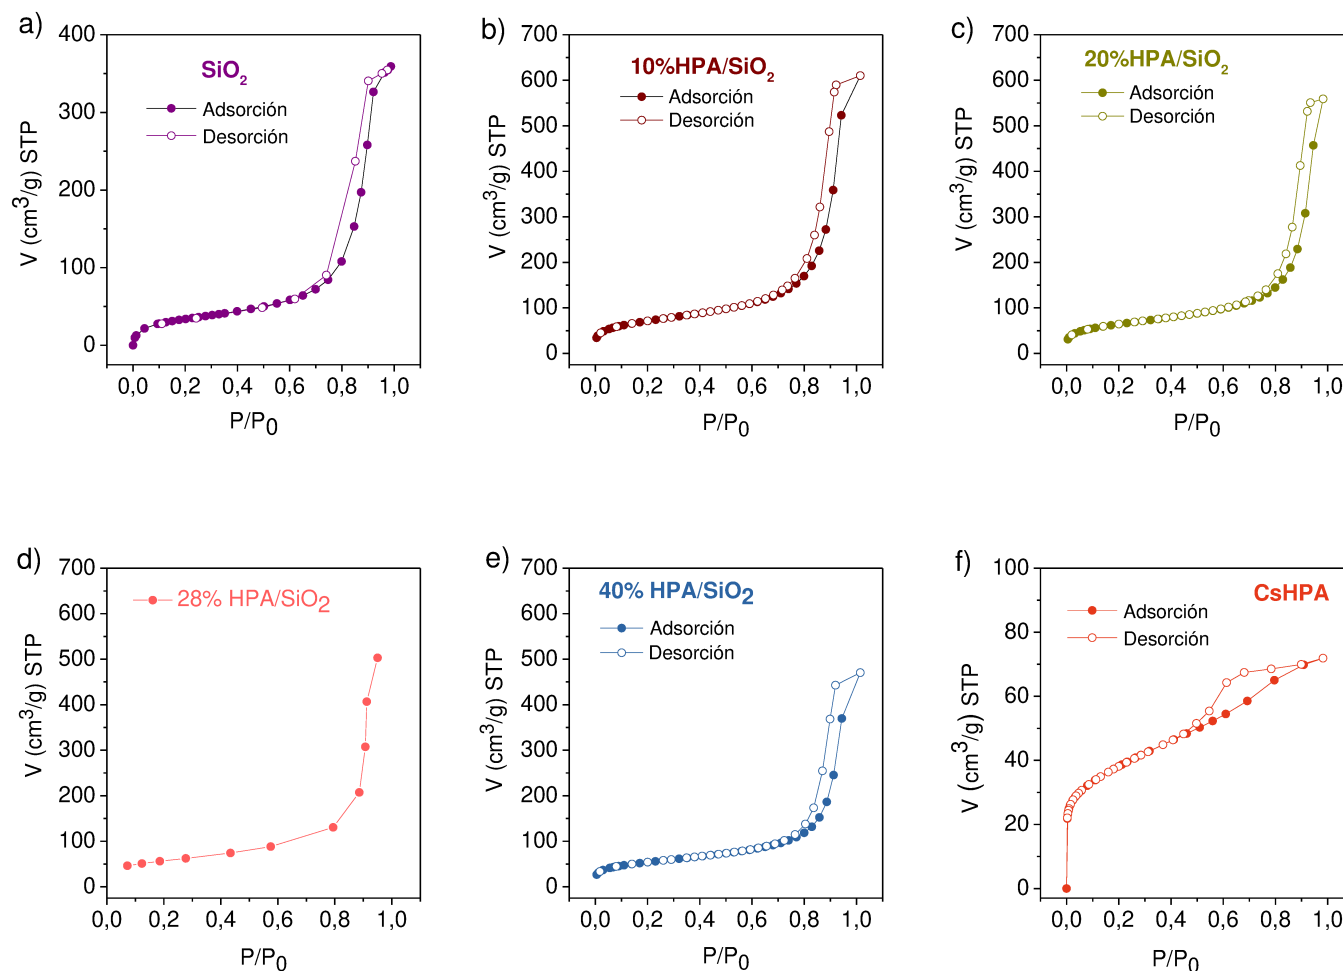 a)
SiO2
Adsorción
Desorción
400
300
200
100
0
V (cm3/g) STP
0,0 0,2 0,4 0,6 0,8 1,0
P/P0
b)
10%HPA/SiO2
Adsorción
Desorción
700
600
500
400
300
200
100
0
V (cm3/g) STP
0,0 0,2 0,4 0,6 0,8 1,0
P/P0
c)
20%HPA/SiO2
Adsorción
Desorción
700
600
500
400
300
200
100
0
V (cm3/g) STP
0,0 0,2 0,4 0,6 0,8 1,0
P/P0
d)
28% HPA/SiO2
700
600
500
400
300
200
100
0
V (cm3/g) STP
0,0 0,2 0,4 0,6 0,8 1,0
P/P0
e)
40% HPA/SiO2
Adsorción
Desorción
700
600
500
400
300
200
100
0
V (cm3/g) STP
0,0 0,2 0,4 0,6 0,8 1,0
P/P0
f)
CsHPA
Adsorción
Desorción
100
80
60
40
20
0
V (cm3/g) STP
0,0 0,2 0,4 0,6 0,8 1,0
P/P0